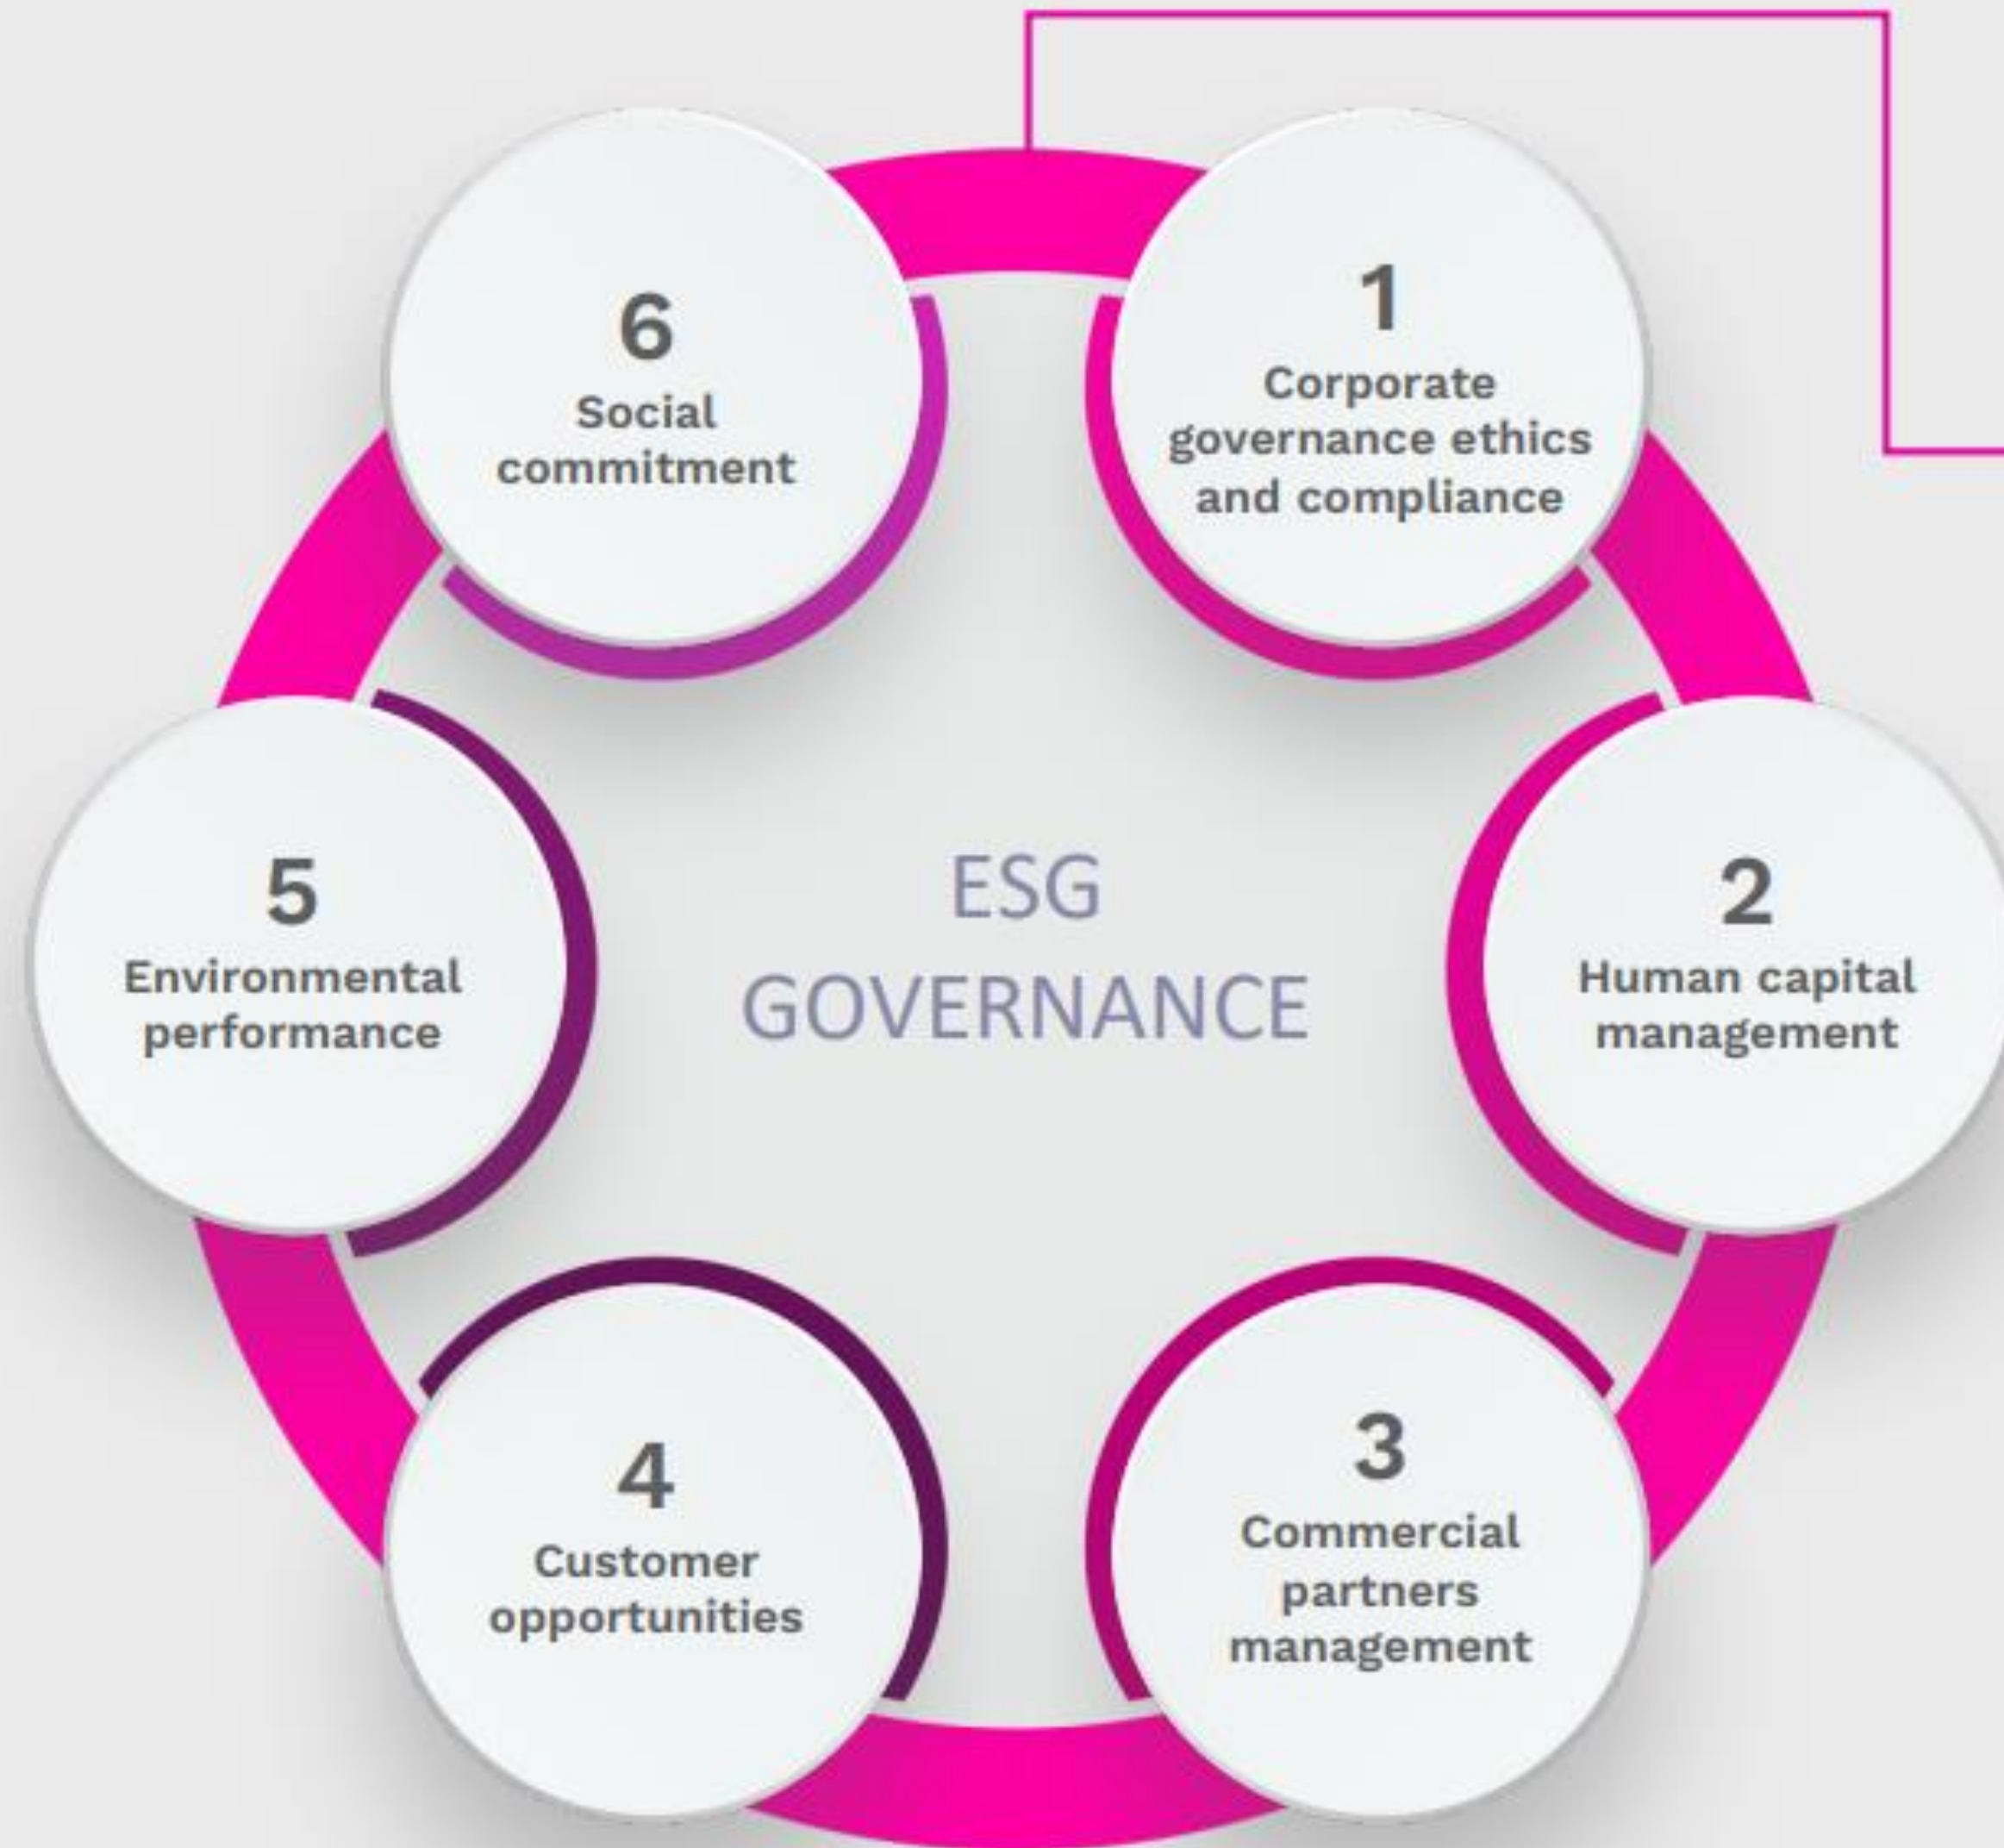 1
Corporate
governance ethics
and compliance
2
Human capital
management
3
Commercial
partners
management
4
Customer
opportunities
5
Environmental
performance
6
Social
commitment
ESG
GOVERNANCE